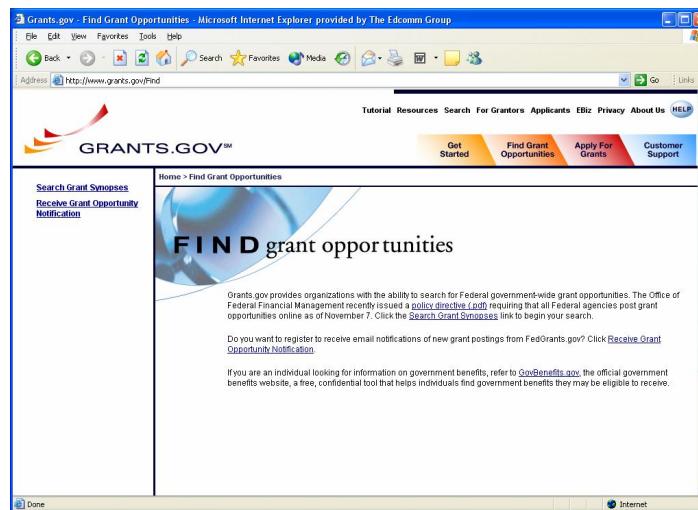 Grants.gov - Find Grant Opportunities - Microsoft Internet Explorer provided by The Edcomm Group
File Edit View Favorites Tools Help
Back Search Favorites Media
Address http://www.grants.gov/Find Go Links
Tutorial Resources Search For Grantors Applicants EBiz Privacy About Us HELP
GRANTS.GOV SM
Get Started
Find Grant Opportunities
Apply For Grants
Customer Support
Search Grant Synopses
Receive Grant Opportunity
Notification
Home > Find Grant Opportunities
FIND grant opportunities
Grants.gov provides organizations with the ability to search for Federal government-wide grant opportunities. The Office of
Federal Financial Management recently issued a policy directive (.pdf) requiring that all Federal agencies post grant
opportunities online as of November 7. Click the Search Grant Synopses link to begin your search.
Do you want to register to receive email notifications of new grant postings from FedGrants.gov? Click Receive Grant
Opportunity Notification.
If you are an individual looking for information on government benefits, refer to GovBenefits.gov, the official government
benefits website, a free, confidential tool that helps individuals find government benefits they may be eligible to receive.
Done Internet